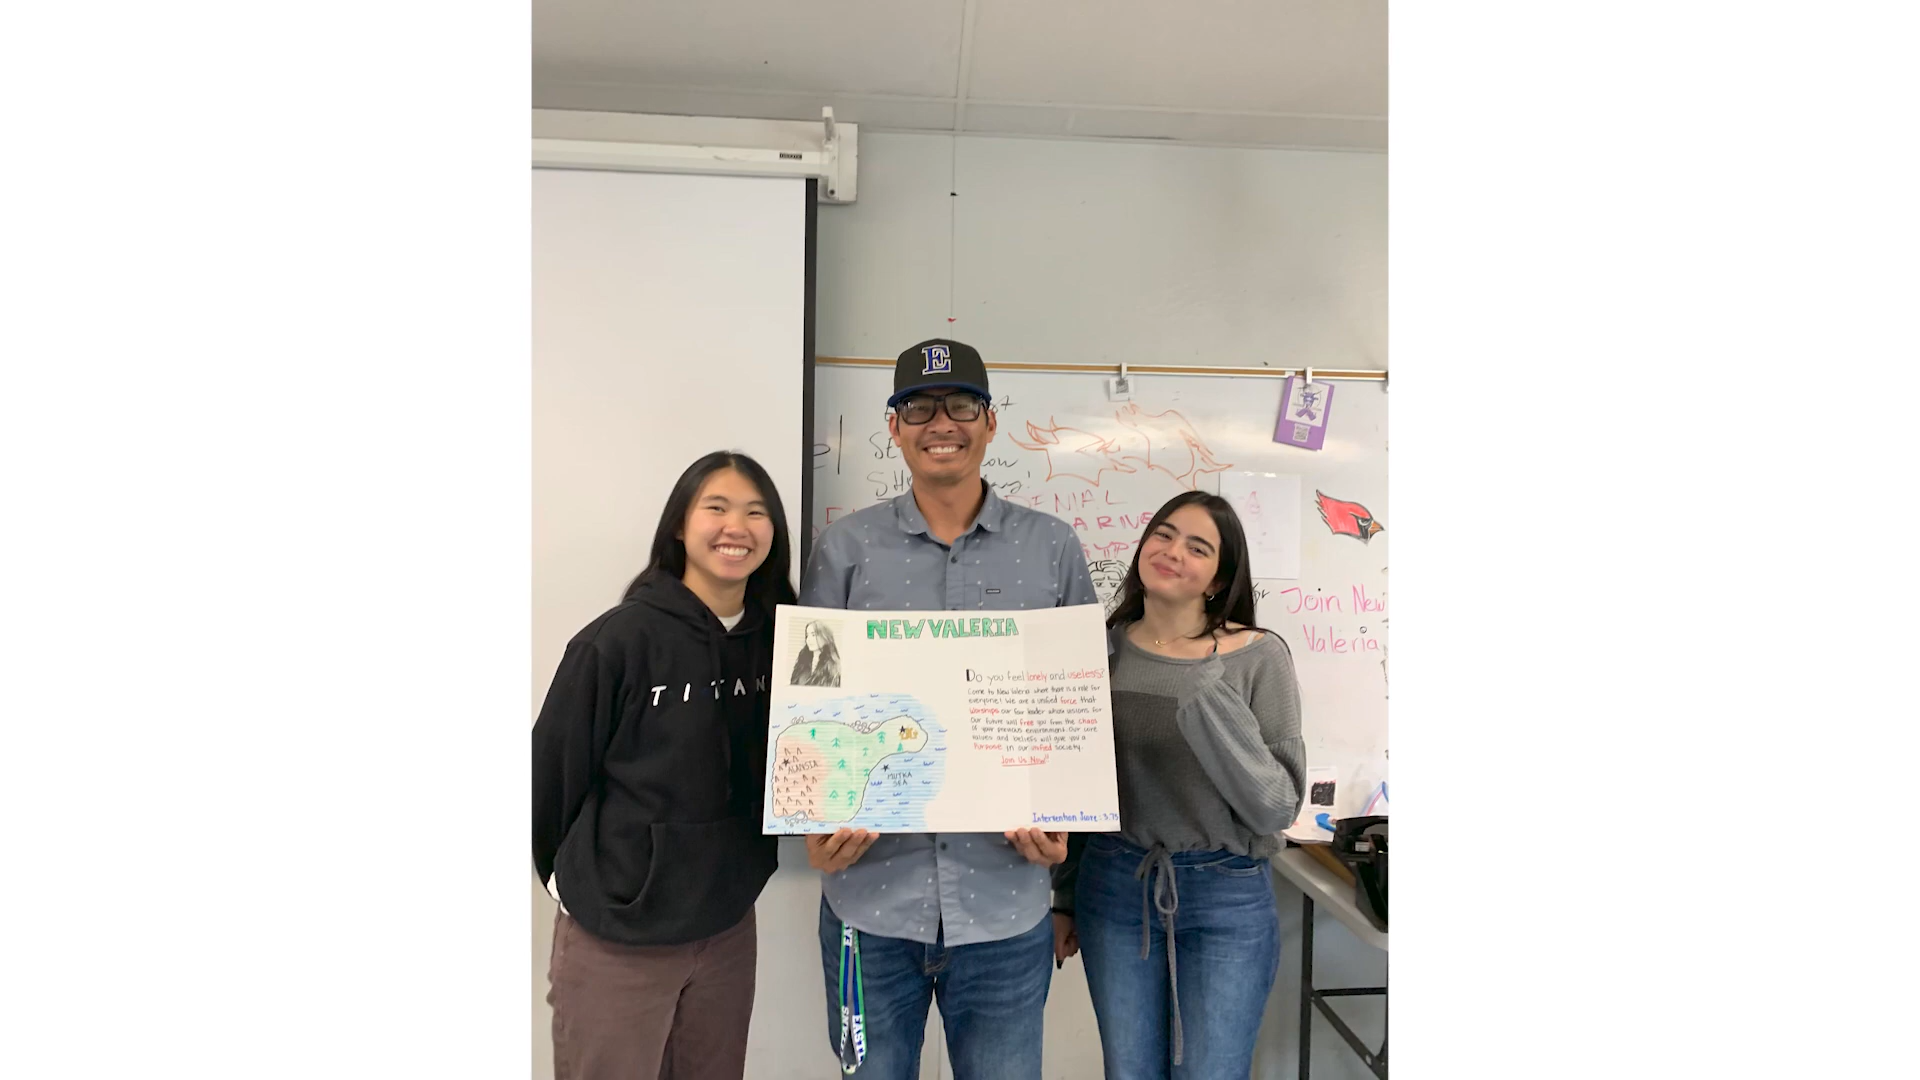 E
TITAN
NEW VALERIA
Do you feel lonely and useless?
Come to New Valeria where there is a role for
everyone! We are a unified force that
worships our fair leader whose visions for
our future will free you from the chaos
of your previous environment. Our core
values and beliefs will give you a
purpose in our unified society.
Join Us Now!
ALANSIA
MUTKA
SEA
Intervention Score: 3.75
Join New
Valeria
EASTL